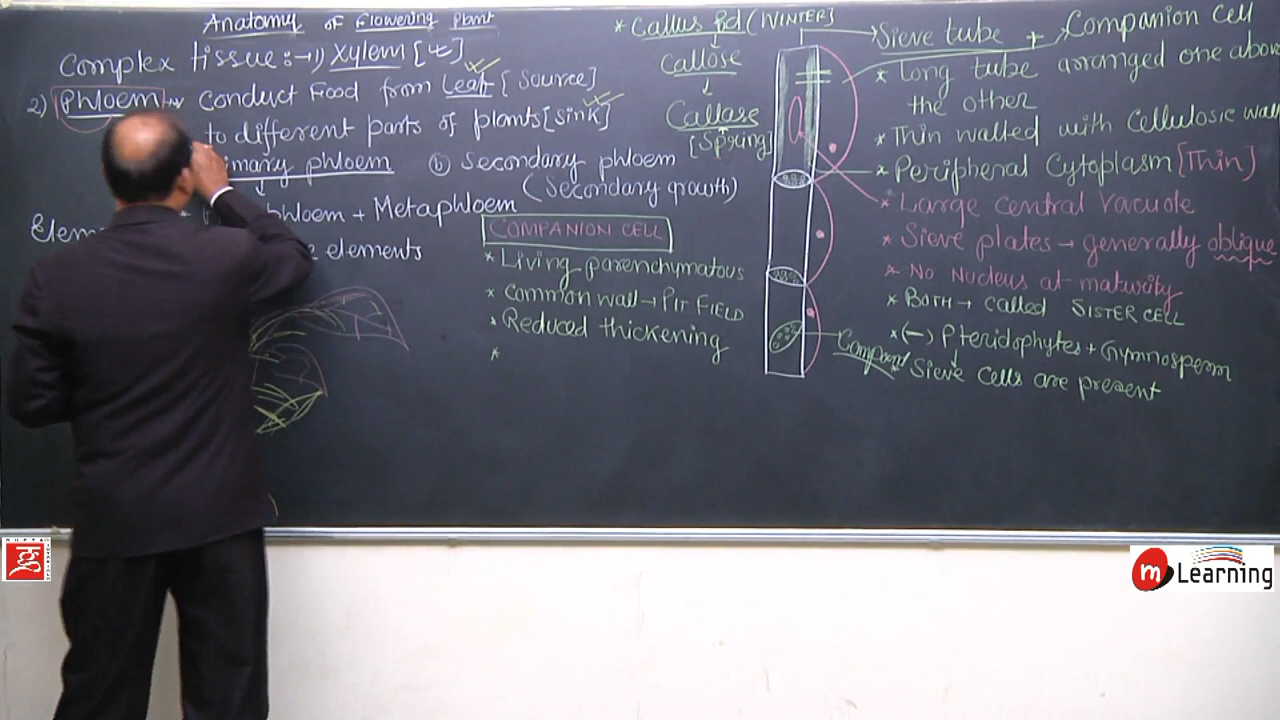 Anatomy of Flowering Plant
Complex tissue :→ 1) Xylem [
2) Phloem → Conduct Food from Leaf [Source]
to different parts of plants [sink]
imary phloem (b) Secondary phloem
(Secondary growth)
phloem + Metaphloem
Elem
elements
COMPANION CELL
* Living parenchymatous
* Common wall → PIT FIELD
* Reduced thickening
*
* Callus Pad (WINTER)
Callose
↓
Callase
[Spring]
Sieve tube + Companion Cell
* Long tube arranged one above
the other
* Thin walled with Cellulosic wall
* Peripheral Cytoplasm [Thin]
* Large central Vacuole
* Sieve plates → generally oblique
* No Nucleus at maturity
* BOTH → called SISTER CELL
* (-) Pteridophytes + Gymnosperm
↓
Sieve Cells are present
GUPTA
TUTORIALS
m Learning